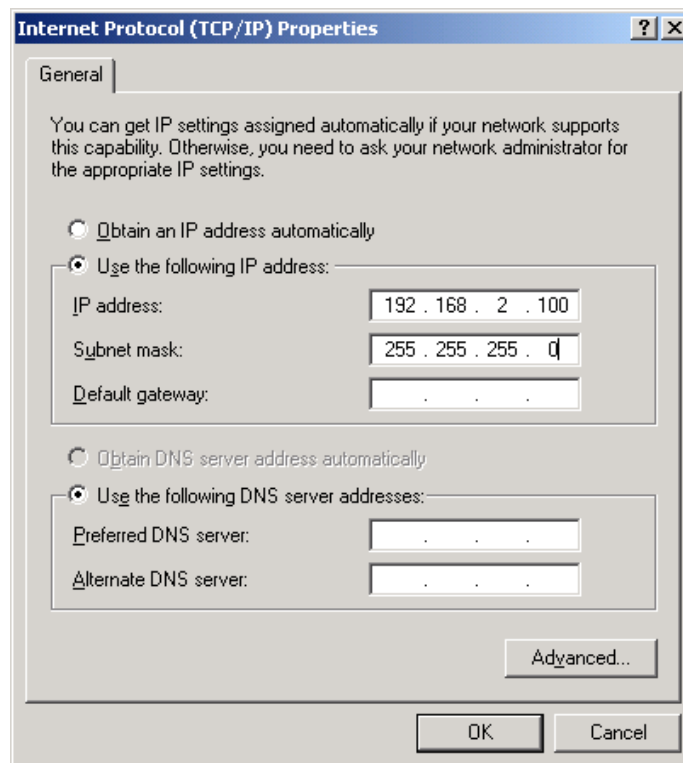 Internet Protocol (TCP/IP) Properties
General
You can get IP settings assigned automatically if your network supports
this capability. Otherwise, you need to ask your network administrator for
the appropriate IP settings.
Obtain an IP address automatically
Use the following IP address:
IP address: 192 . 168 . 2 . 100
Subnet mask: 255 . 255 . 255 . 0
Default gateway: . . .
Obtain DNS server address automatically
Use the following DNS server addresses:
Preferred DNS server: . . .
Alternate DNS server: . . .
Advanced...
OK Cancel